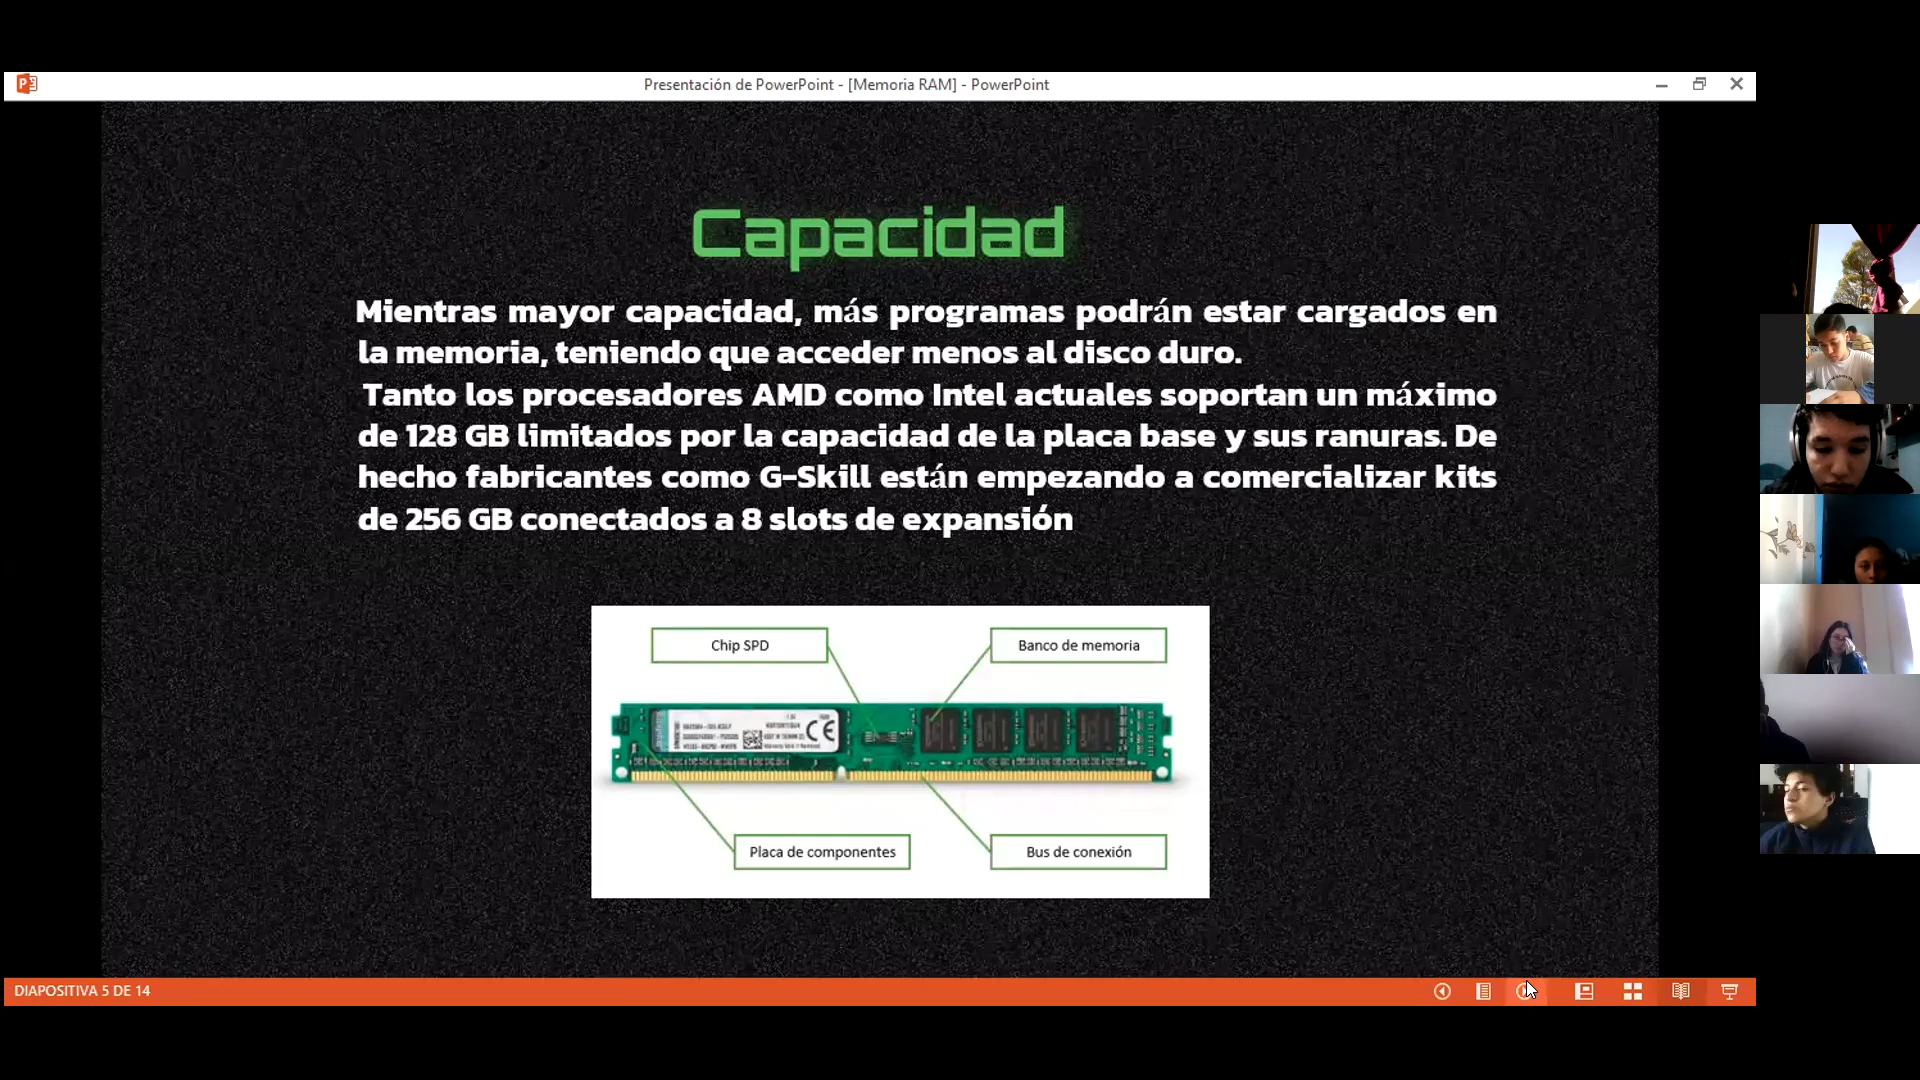 Presentación de PowerPoint - [Memoria RAM] - PowerPoint
Capacidad
Mientras mayor capacidad, más programas podrán estar cargados en
la memoria, teniendo que acceder menos al disco duro.
Tanto los procesadores AMD como Intel actuales soportan un máximo
de 128 GB limitados por la capacidad de la placa base y sus ranuras. De
hecho fabricantes como G-Skill están empezando a comercializar kits
de 256 GB conectados a 8 slots de expansión
Chip SPD
Banco de memoria
CE
Placa de componentes
Bus de conexión
DIAPOSITIVA 5 DE 14